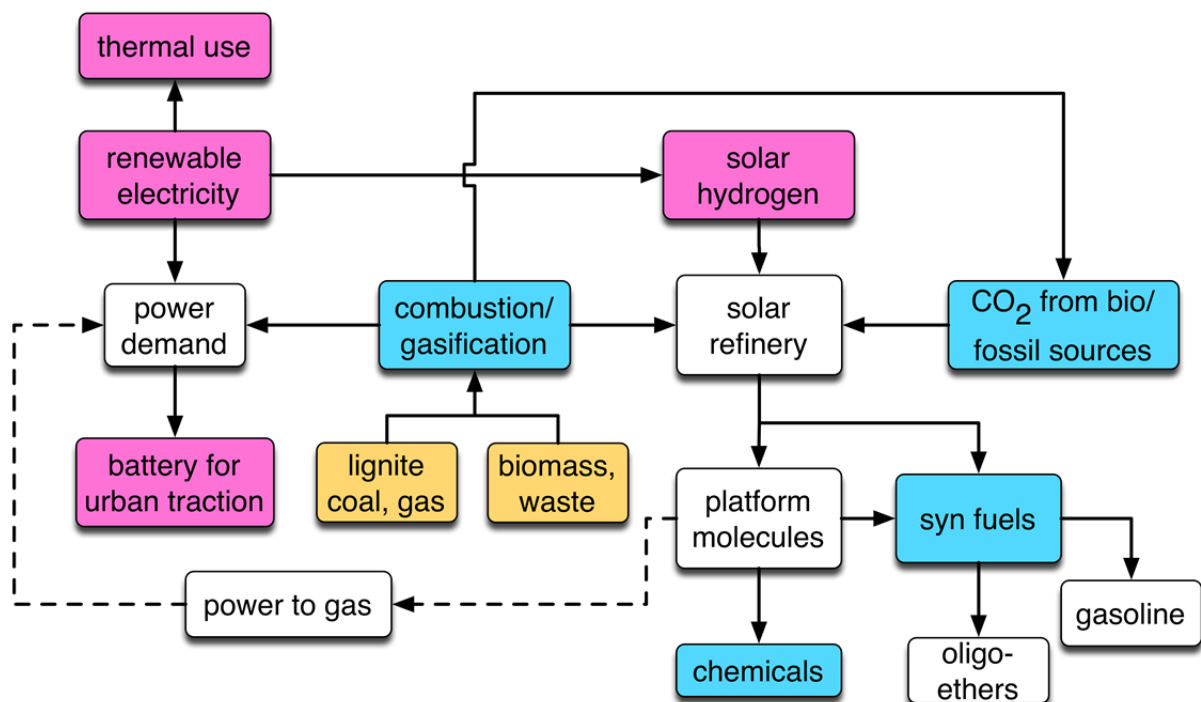 thermal use
renewable
electricity
solar
hydrogen
power
demand
combustion/
gasification
solar
refinery
CO2 from bio/
fossil sources
battery for
urban traction
lignite
coal, gas
biomass,
waste
platform
molecules
syn fuels
power to gas
gasoline
chemicals
oligo-
ethers